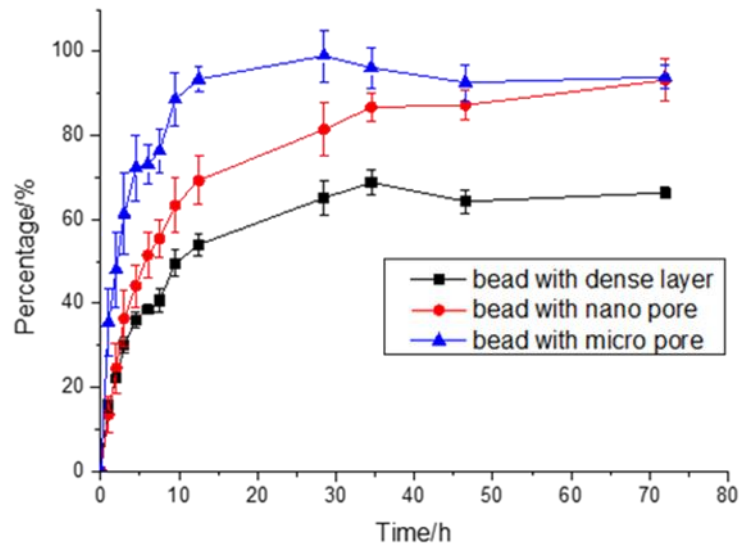 Percentage/%
100
80
60
40
20
0
bead with dense layer
bead with nano pore
bead with micro pore
0 10 20 30 40 50 60 70 80
Time/h